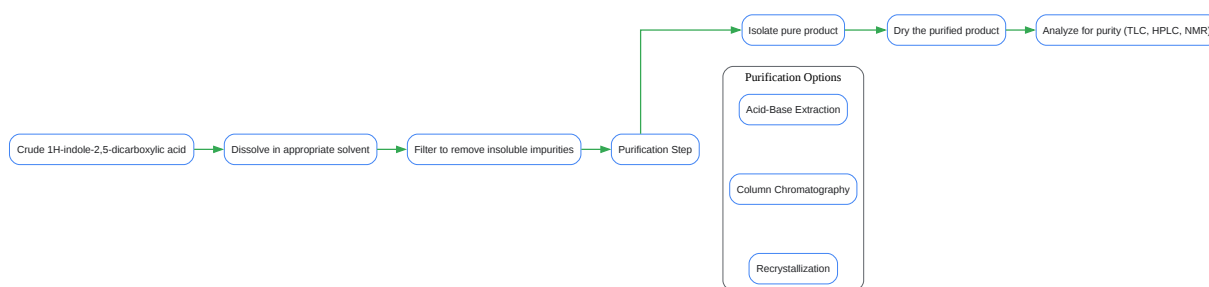 Crude 1H-indole-2,5-dicarboxylic acid
Dissolve in appropriate solvent
Filter to remove insoluble impurities
Purification Step
Isolate pure product
Dry the purified product
Analyze for purity (TLC, HPLC, NMR)
Purification Options
Acid-Base Extraction
Column Chromatography
Recrystallization